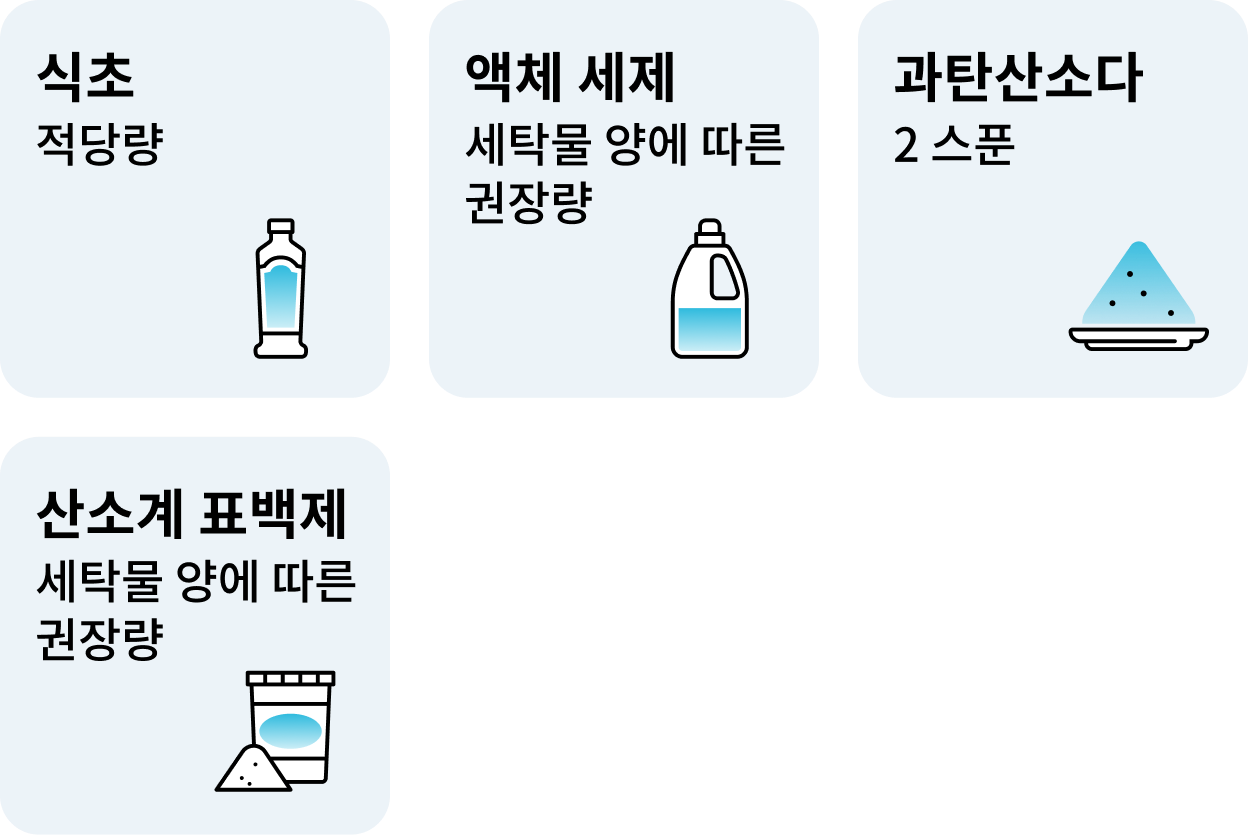 식초
적당량
액체 세제
세탁물 양에 따른
권장량
과탄산소다
2 스푼
산소계 표백제
세탁물 양에 따른
권장량